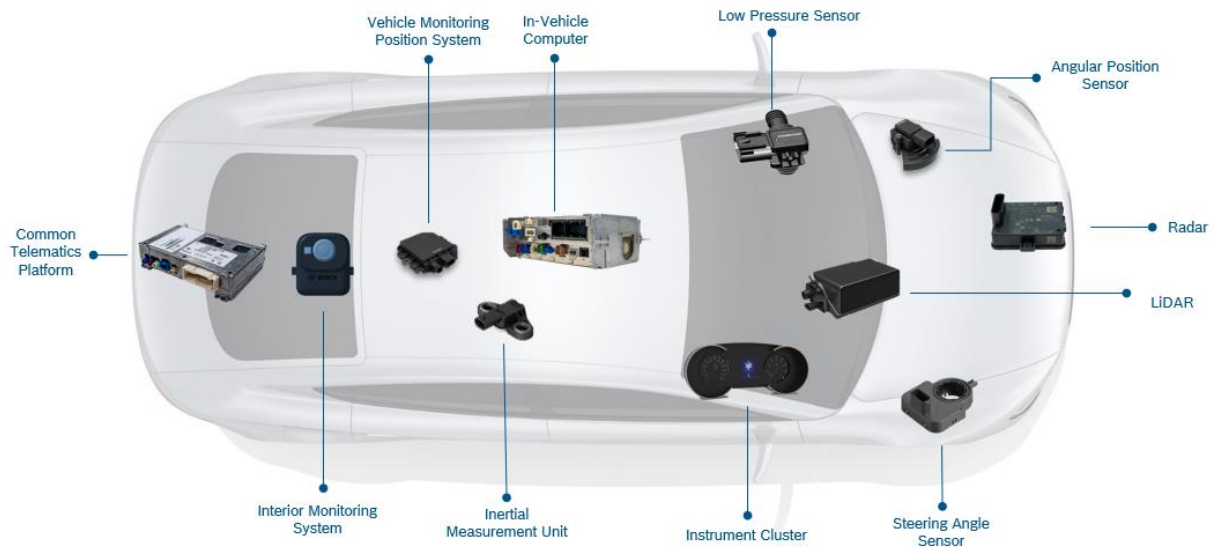 Vehicle Monitoring
Position System
In-Vehicle
Computer
Low Pressure Sensor
Angular Position
Sensor
Common
Telematics
Platform
Radar
LiDAR
Interior Monitoring
System
Inertial
Measurement Unit
Instrument Cluster
Steering Angle
Sensor